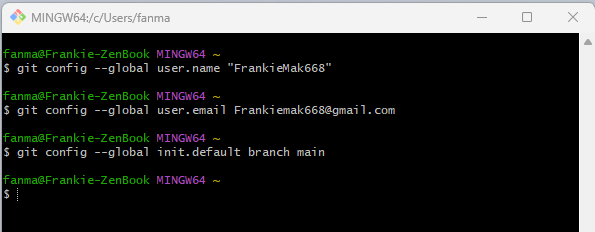 MINGW64:/c/Users/fanma
fanma@Frankie-ZenBook MINGW64 ~
$ git config --global user.name "FrankieMak668"
fanma@Frankie-ZenBook MINGW64 ~
$ git config --global user.email Frankiemak668@gmail.com
fanma@Frankie-ZenBook MINGW64 ~
$ git config --global init.default branch main
fanma@Frankie-ZenBook MINGW64 ~
$